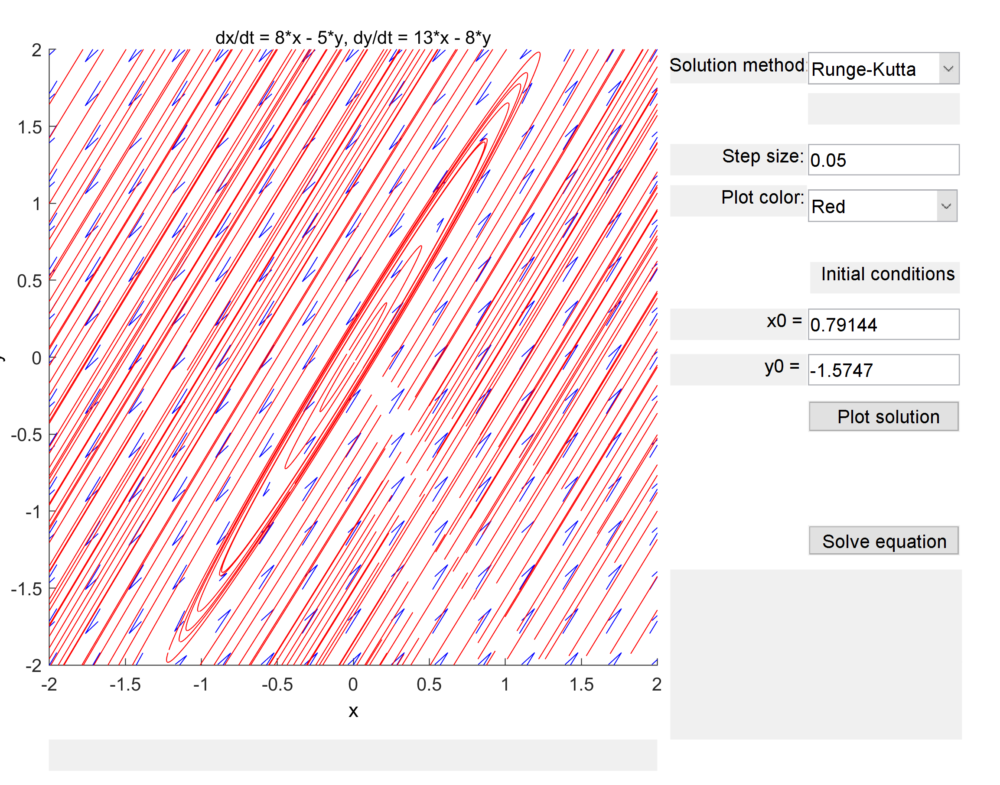 dx/dt = 8*x - 5*y, dy/dt = 13*x - 8*y
2
1.5
1
0.5
0
-0.5
-1
-1.5
-2
-2
-1.5
-1
-0.5
0
0.5
1
1.5
2
x
Solution method:
Runge-Kutta
Step size:
0.05
Plot color:
Red
Initial conditions
x0 =
0.79144
y0 =
-1.5747
Plot solution
Solve equation